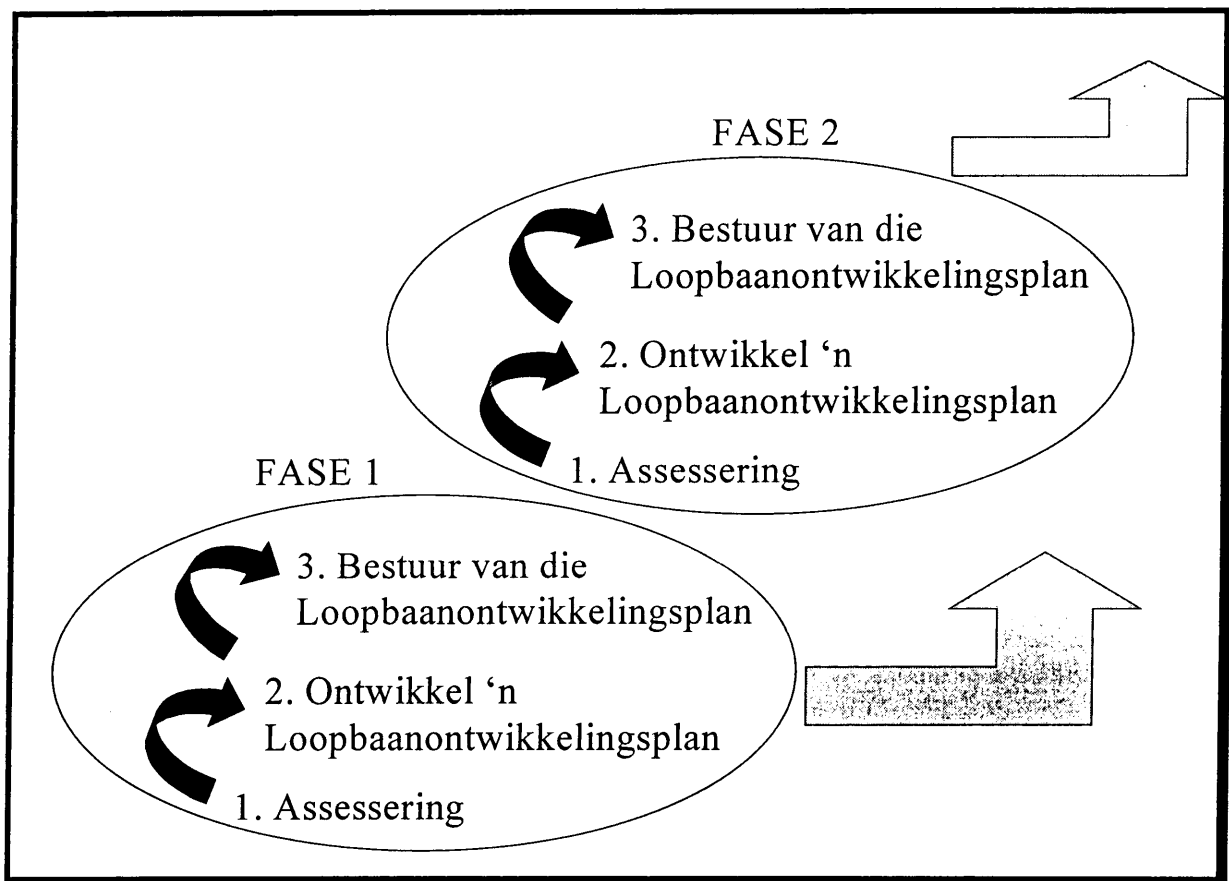 FASE 2
3. Bestuur van die
Loopbaanontwikkelingsplan
2. Ontwikkel ‘n
Loopbaanontwikkelingsplan
1. Assessering
FASE 1
3. Bestuur van die
Loopbaanontwikkelingsplan
2. Ontwikkel ‘n
Loopbaanontwikkelingsplan
1. Assessering